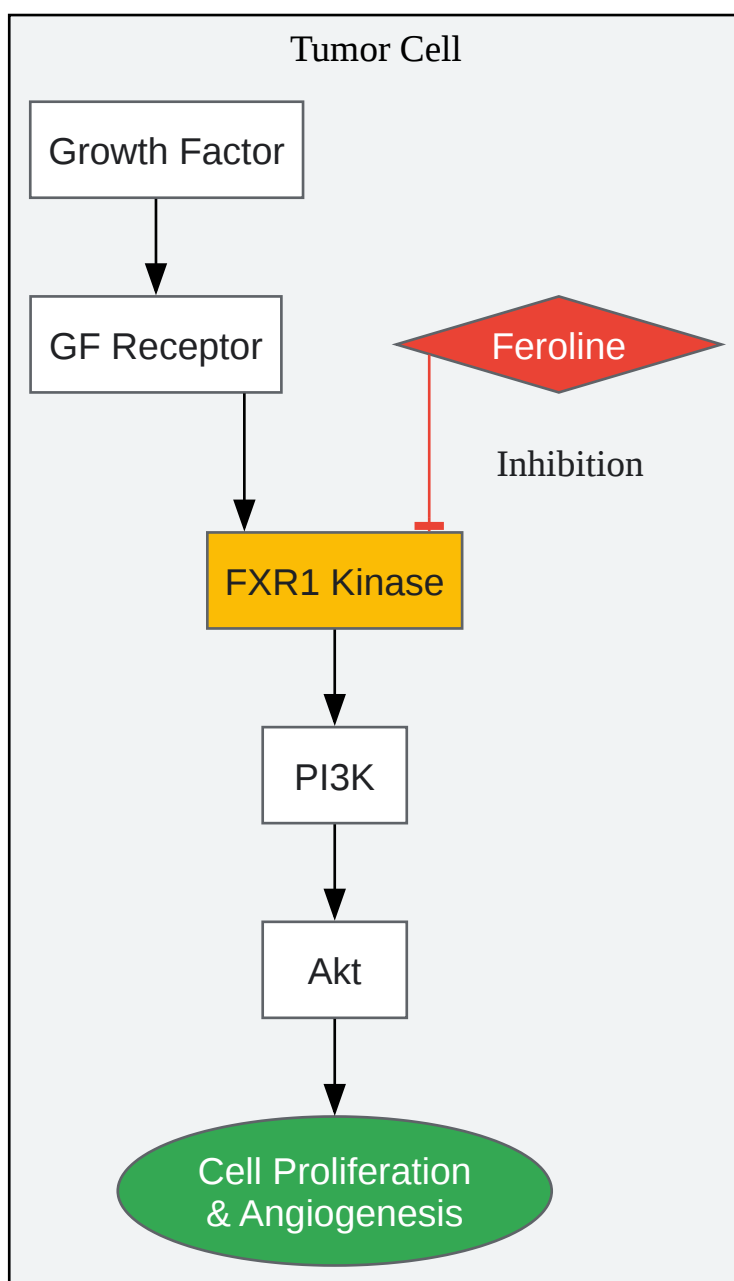 Tumor Cell
Growth Factor
GF Receptor
Feroline
Inhibition
FXR1 Kinase
PI3K
Akt
Cell Proliferation
& Angiogenesis